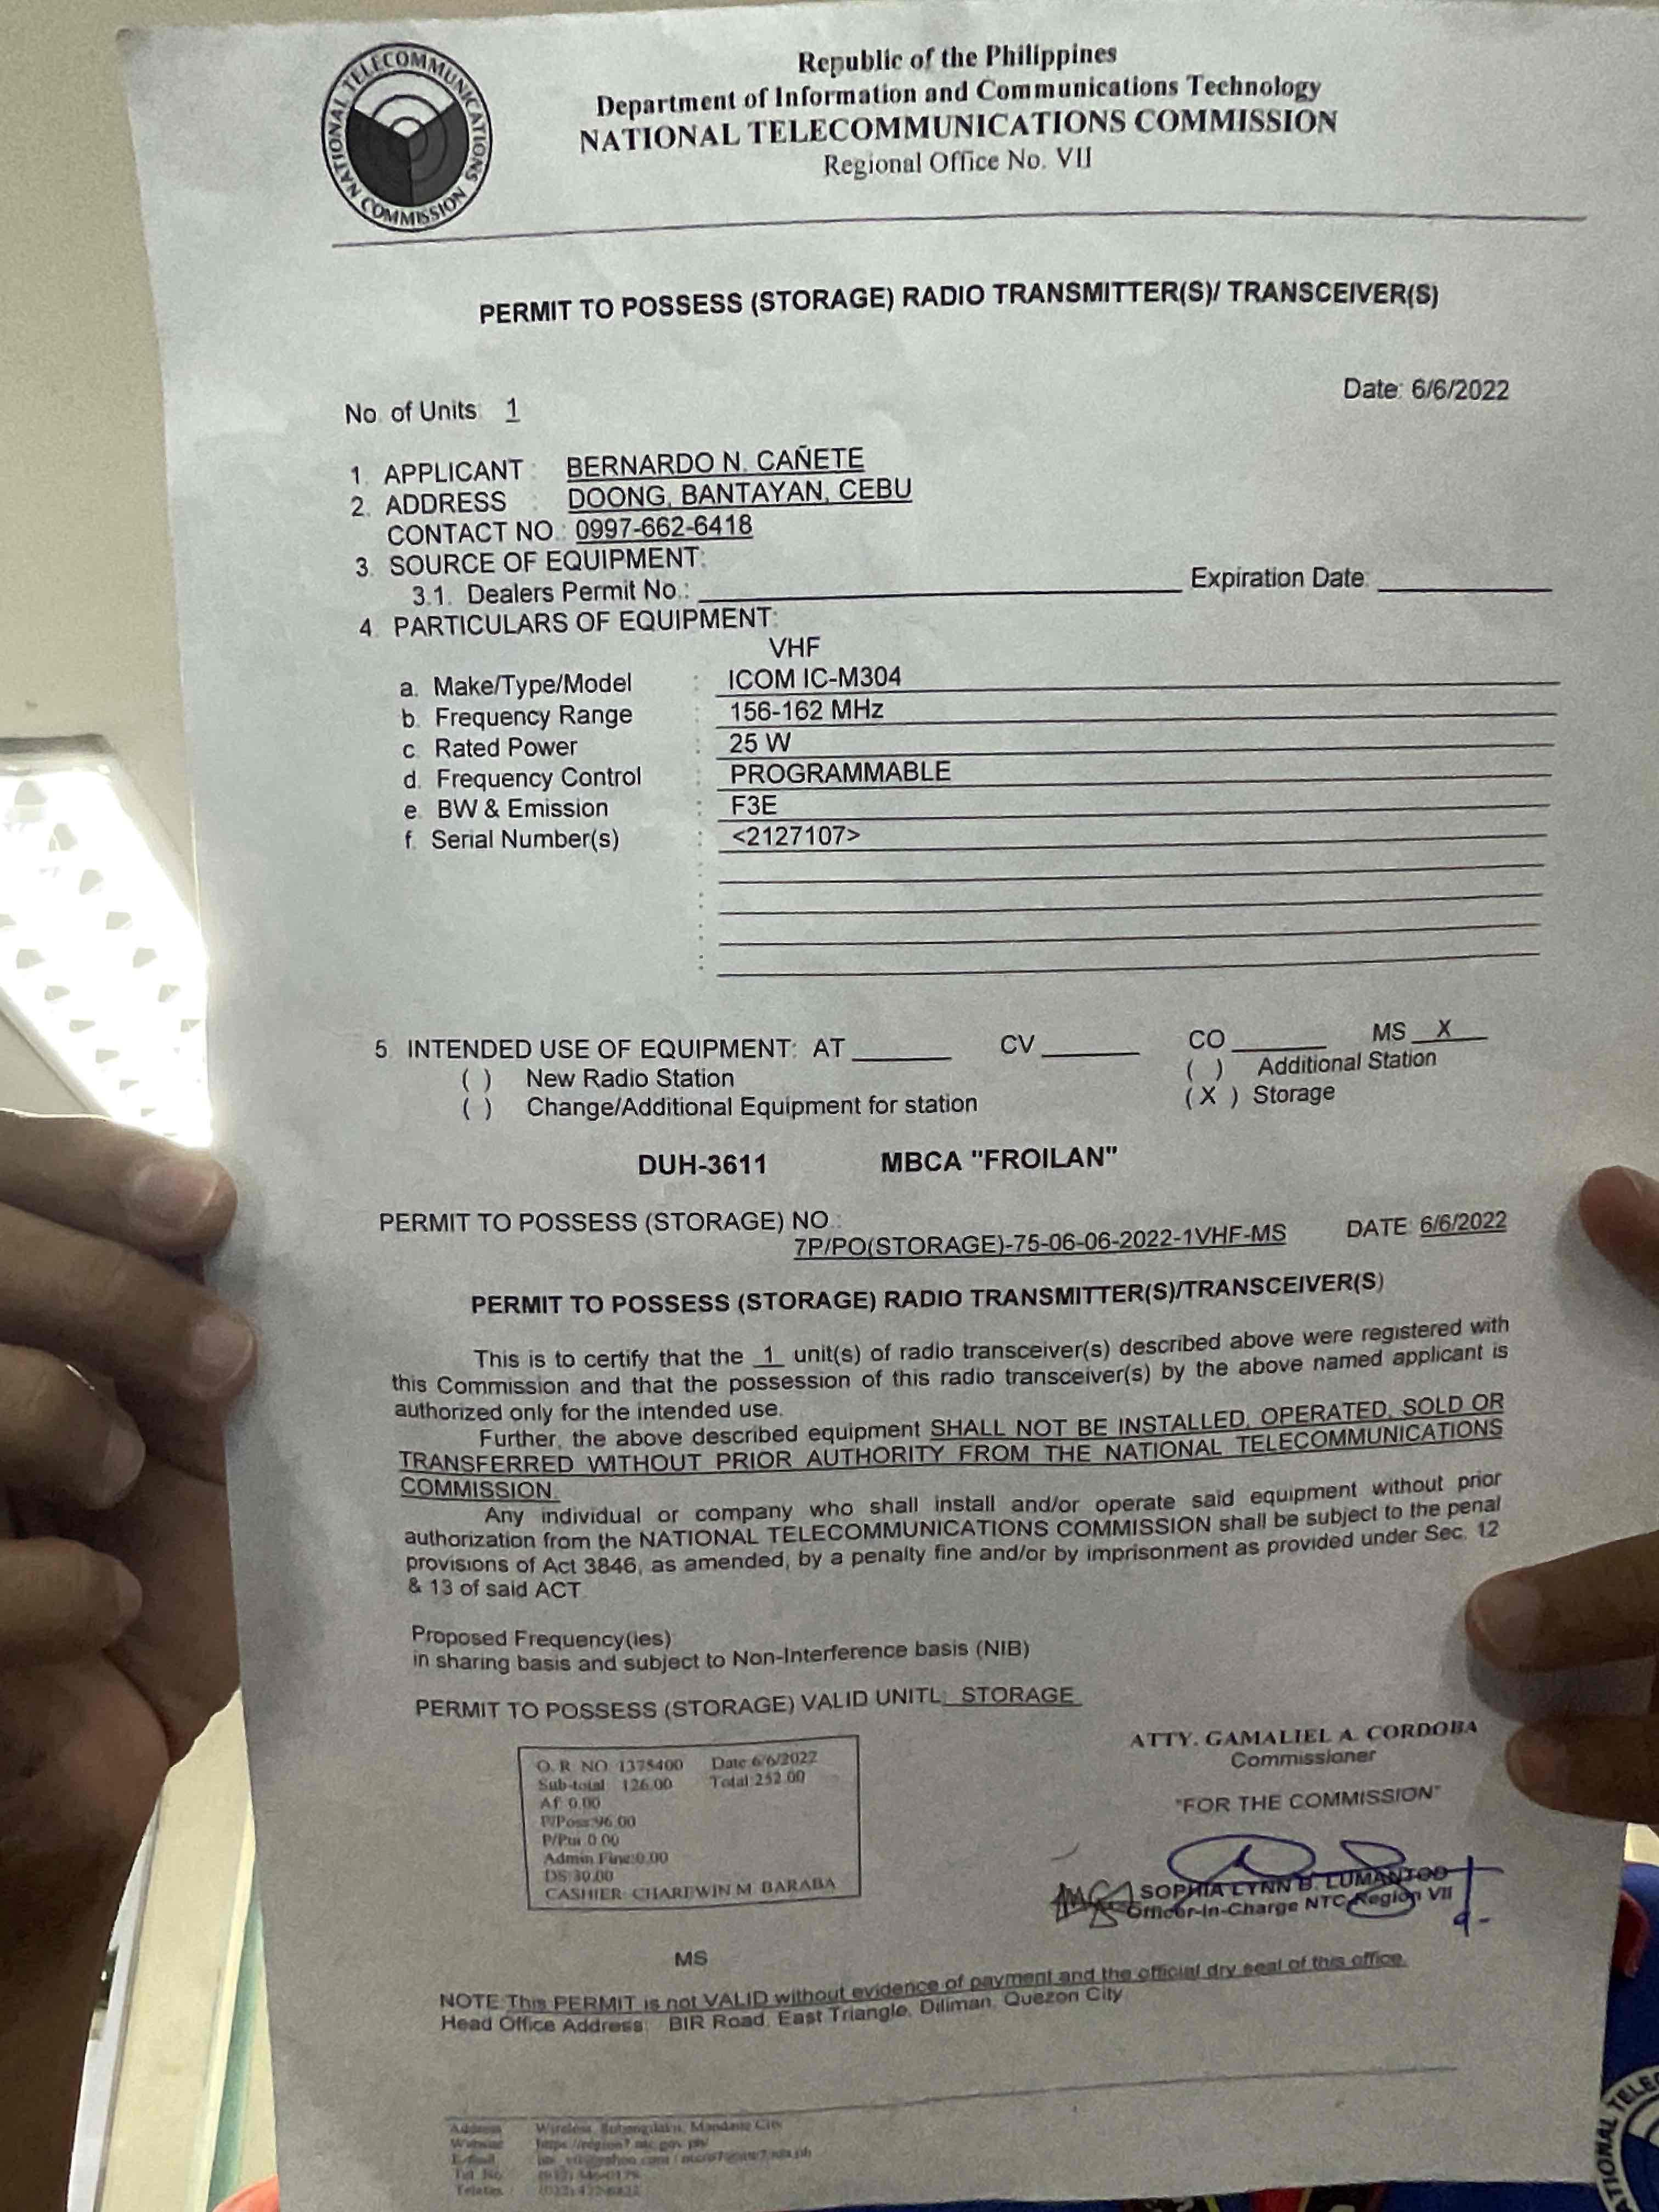 NATIONAL TELECOMMUNICATIONS COMMISSION
Republic of the Philippines
Department of Information and Communications Technology
NATIONAL TELECOMMUNICATIONS COMMISSION
Regional Office No. VII
PERMIT TO POSSESS (STORAGE) RADIO TRANSMITTER(S)/ TRANSCEIVER(S)
Date: 6/6/2022
No. of Units 1
1. APPLICANT : BERNARDO N. CAÑETE
2. ADDRESS : DOONG, BANTAYAN, CEBU
CONTACT NO.: 0997-662-6418
3. SOURCE OF EQUIPMENT:
3.1. Dealers Permit No.: Expiration Date:
4. PARTICULARS OF EQUIPMENT:
VHF
a. Make/Type/Model : ICOM IC-M304
b. Frequency Range : 156-162 MHz
c. Rated Power : 25 W
d. Frequency Control : PROGRAMMABLE
e. BW & Emission : F3E
f. Serial Number(s) : <2127107>
5. INTENDED USE OF EQUIPMENT: AT CV CO MS X
( ) New Radio Station ( ) Additional Station
( ) Change/Additional Equipment for station (X ) Storage
DUH-3611 MBCA "FROILAN"
PERMIT TO POSSESS (STORAGE) NO.:
7P/PO(STORAGE)-75-06-06-2022-1VHF-MS DATE: 6/6/2022
PERMIT TO POSSESS (STORAGE) RADIO TRANSMITTER(S)/TRANSCEIVER(S)
This is to certify that the 1 unit(s) of radio transceiver(s) described above were registered with
this Commission and that the possession of this radio transceiver(s) by the above named applicant is
authorized only for the intended use.
Further, the above described equipment SHALL NOT BE INSTALLED, OPERATED, SOLD OR
TRANSFERRED WITHOUT PRIOR AUTHORITY FROM THE NATIONAL TELECOMMUNICATIONS
COMMISSION.
Any individual or company who shall install and/or operate said equipment without prior
authorization from the NATIONAL TELECOMMUNICATIONS COMMISSION shall be subject to the penal
provisions of Act 3846, as amended, by a penalty fine and/or by imprisonment as provided under Sec. 12
& 13 of said ACT
Proposed Frequency(ies)
in sharing basis and subject to Non-Interference basis (NIB)
PERMIT TO POSSESS (STORAGE) VALID UNITL: STORAGE
ATTY. GAMALIEL A. CORDOBA
Commissioner
"FOR THE COMMISSION"
O. R. NO 1375400 Date:6/6/2022
Sub-total 126.00 Total:252.00
Af: 0.00
P/Poss:96.00
P/Pur 0.00
Admin Fine:0.00
DS:30.00
CASHIER: CHAREWIN M. BARABA
SOPHIA LYNN B. LUMANTOD
Officer-In-Charge NTC-Region VII
MS
NOTE:This PERMIT is not VALID without evidence of payment and the official dry seal of this office.
Head Office Address: BIR Road, East Triangle, Diliman, Quezon City
Address Wireless, Subangdaku, Mandaue City
Website https://region7.ntc.gov.ph/
E-mail
Tel. No.
Telefax